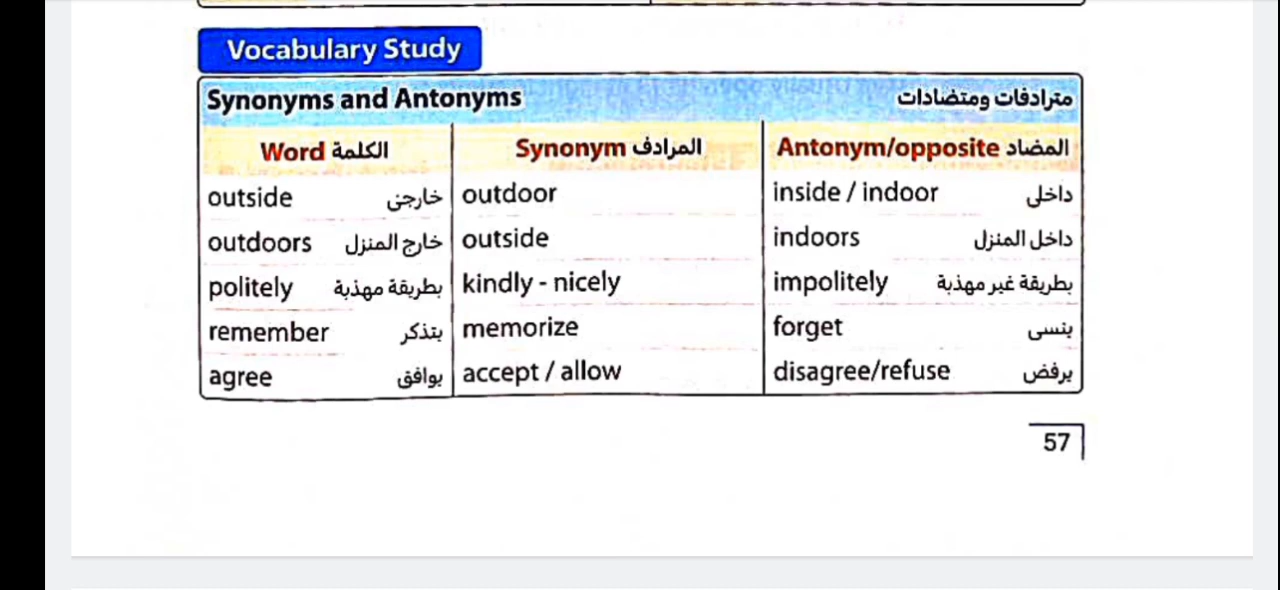 Vocabulary Study
Synonyms and Antonyms مترادفات ومتضادات
Word الكلمة Synonym المرادف Antonym/opposite المضاد
outside خارجى outdoor inside / indoor داخلى
outdoors خارج المنزل outside indoors داخل المنزل
politely بطريقة مهذبة kindly - nicely impolitely بطريقة غير مهذبة
remember يتذكر memorize forget ينسى
agree يوافق accept / allow disagree/refuse يرفض
57